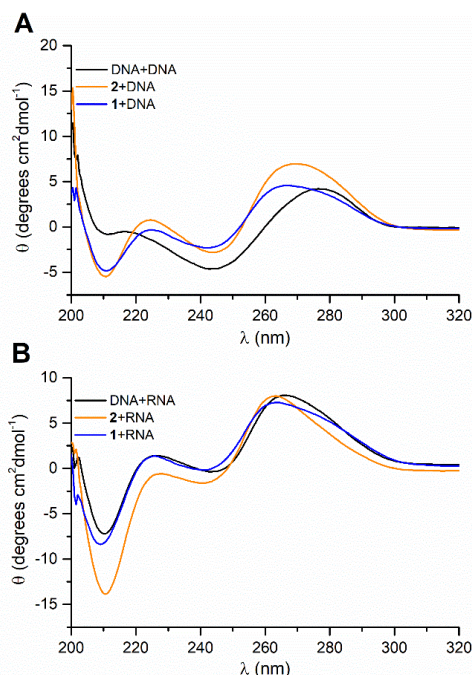 A
20
15
10
5
0
-5
θ (degrees cm²dmol⁻¹)
DNA+DNA
2+DNA
1+DNA
200 220 240 260 280 300 320
λ (nm)
B
10
5
0
-5
-10
-15
θ (degrees cm²dmol⁻¹)
DNA+RNA
2+RNA
1+RNA
200 220 240 260 280 300 320
λ (nm)